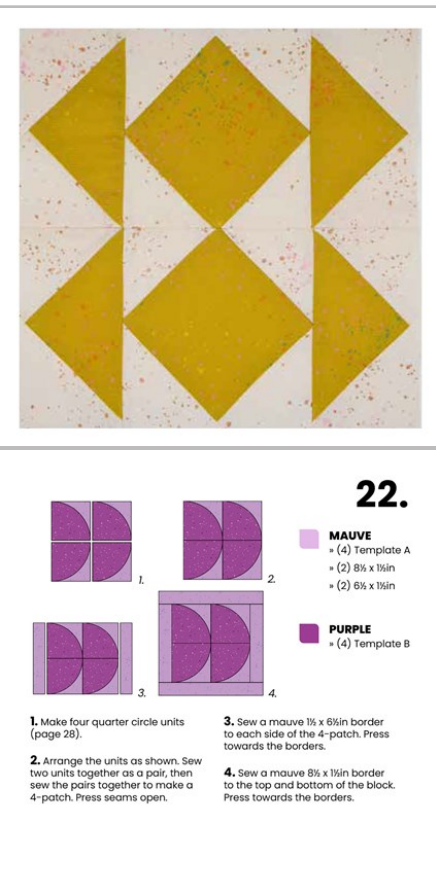 22.
1.
2.
3.
4.
MAUVE
» (4) Template A
» (2) 8½ x 1½in
» (2) 6½ x 1½in
PURPLE
» (4) Template B
1. Make four quarter circle units
(page 28).
2. Arrange the units as shown. Sew
two units together as a pair, then
sew the pairs together to make a
4-patch. Press seams open.
3. Sew a mauve 1½ x 6½in border
to each side of the 4-patch. Press
towards the borders.
4. Sew a mauve 8½ x 1½in border
to the top and bottom of the block.
Press towards the borders.